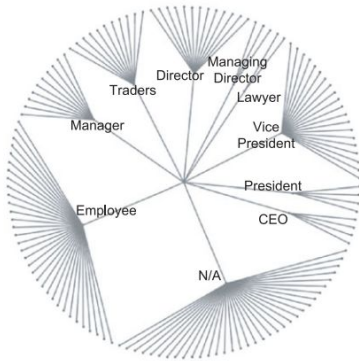 Director
Managing
Director
Traders
Lawyer
Manager
Vice
President
President
Employee
CEO
N/A